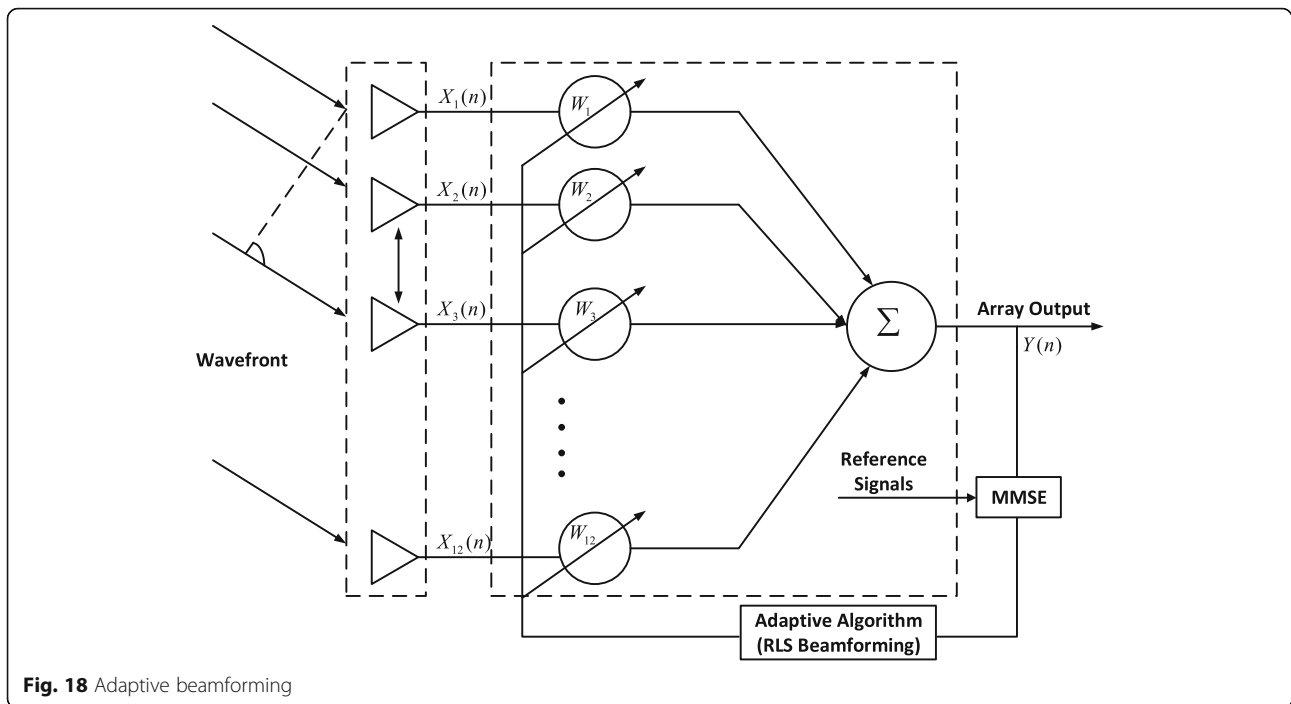 X₁(n)
W₁
X₂(n)
W₂
X₃(n)
W₃
Wavefront
Σ
Array Output
Y(n)
Reference
Signals
MMSE
X₁₂(n)
W₁₂
Adaptive Algorithm
(RLS Beamforming)
Fig. 18 Adaptive beamforming